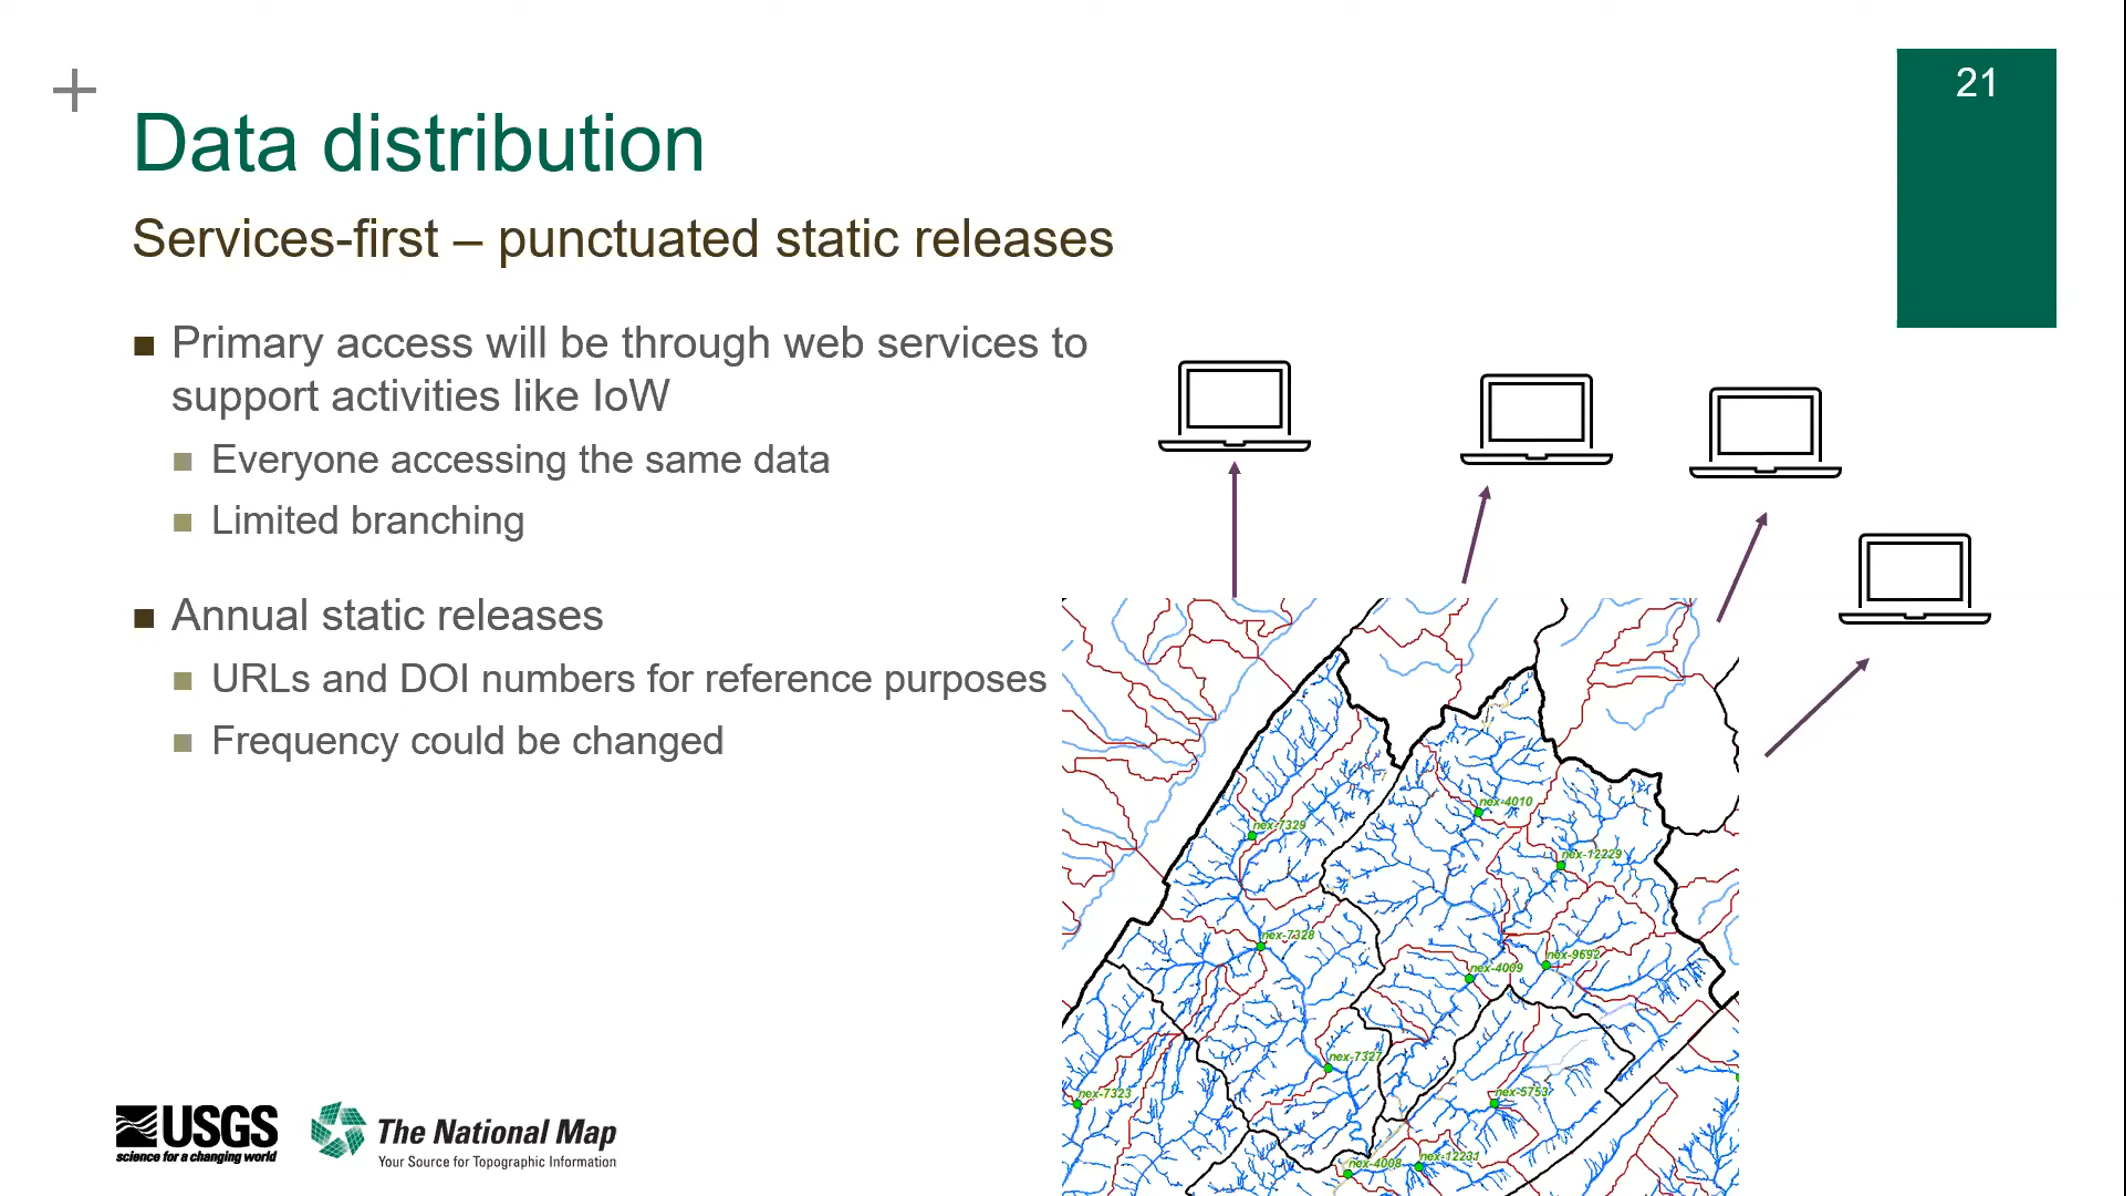 21
Data distribution
Services-first – punctuated static releases
Primary access will be through web services to
support activities like IoW
Everyone accessing the same data
Limited branching
Annual static releases
URLs and DOI numbers for reference purposes
Frequency could be changed
nex-4010
nex-7329
nex-12229
nex-7328
nex-9692
nex-4009
nex-7327
nex-7323
nex-5753
nex-12231
nex-4008
USGS
science for a changing world
The National Map
Your Source for Topographic Information